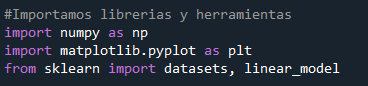 #Importamos librerias y herramientas
import numpy as np
import matplotlib.pyplot as plt
from sklearn import datasets, linear_model